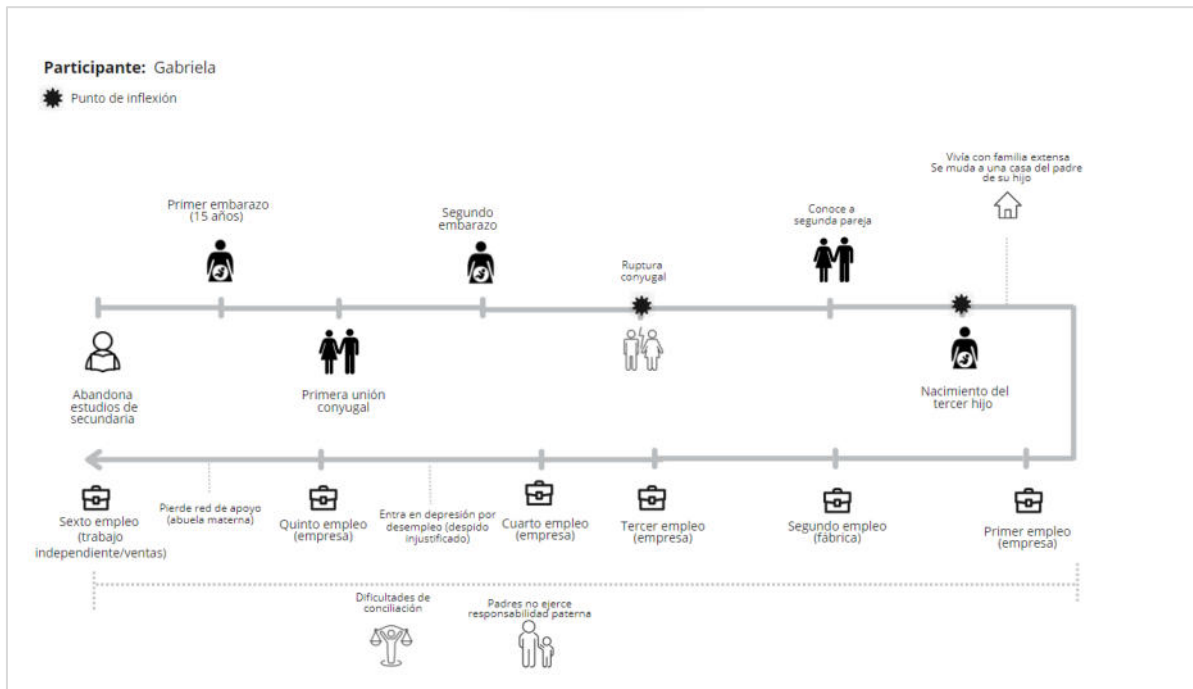 Participante: Gabriela
Punto de inflexión
Vivía con familia extensa
Se muda a una casa del padre
de su hijo
Primer embarazo
(15 años)
Segundo
embarazo
Conoce a
segunda pareja
Ruptura
conyugal
Abandona
estudios de
secundaria
Primera unión
conyugal
Nacimiento del
tercer hijo
Sexto empleo
(trabajo
independiente/ventas)
Pierde red de apoyo
(abuela materna)
Quinto empleo
(empresa)
Entra en depresión por
desempleo (despido
injustificado)
Cuarto empleo
(empresa)
Tercer empleo
(empresa)
Segundo empleo
(fábrica)
Primer empleo
(empresa)
Dificultades de
conciliación
Padres no ejerce
responsabilidad paterna